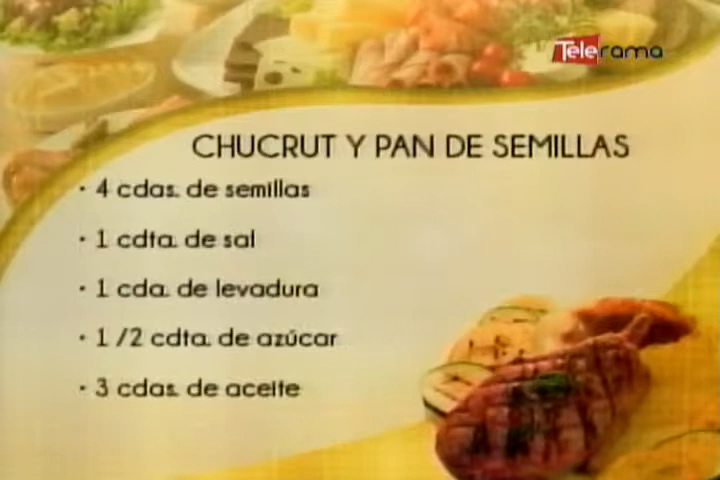 Telerama
CHUCRUT Y PAN DE SEMILLAS
· 4 cdas. de semillas
· 1 cdta. de sal
· 1 cda. de levadura
· 1 /2 cdta. de azúcar
· 3 cdas. de aceite